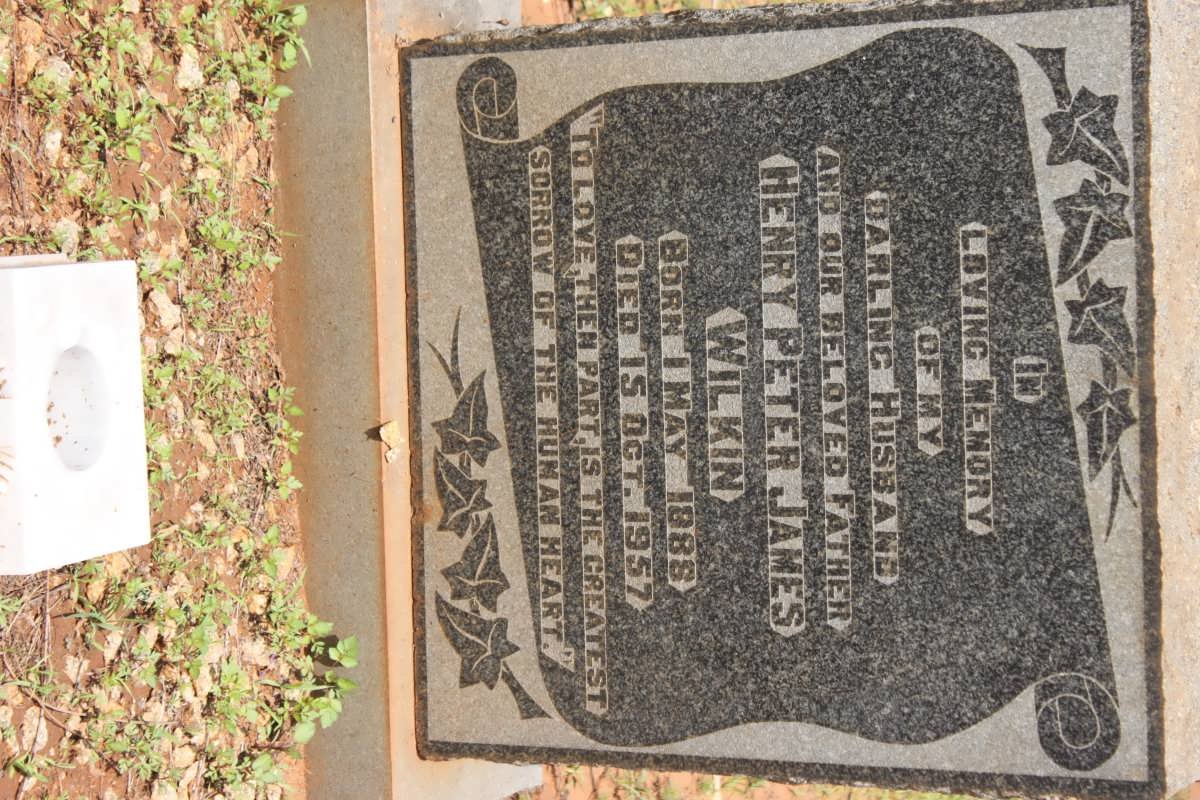 IN
LOVING MEMORY
OF MY
DARLING HUSBAND
AND OUR BELOVED FATHER
HENRY PETER JAMES
WILKIN
BORN 1 MAY 1888
DIED 15 OCT. 1957
"TO LOVE, THEN PART, IS THE GREATEST
SORROW OF THE HUMAN HEART."